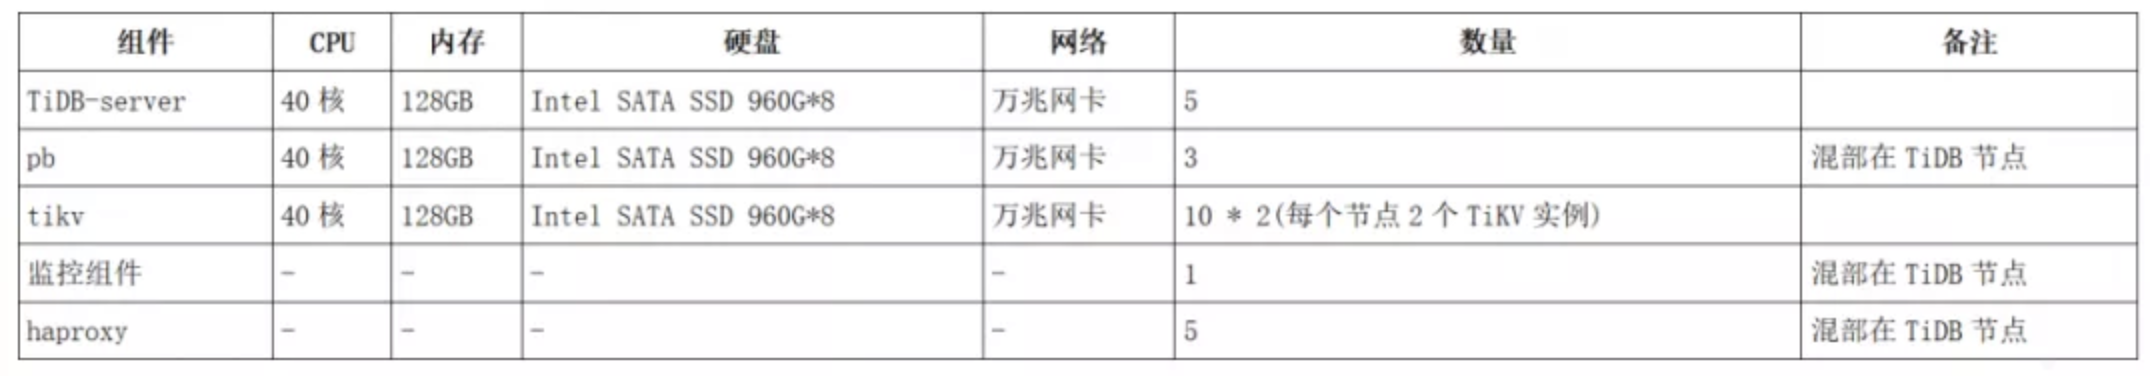 组件 CPU 内存 硬盘 网络 数量 备注
TiDB-server 40 核 128GB Intel SATA SSD 960G*8 万兆网卡 5
pb 40 核 128GB Intel SATA SSD 960G*8 万兆网卡 3 混部在 TiDB 节点
tikv 40 核 128GB Intel SATA SSD 960G*8 万兆网卡 10 * 2(每个节点 2 个 TiKV 实例)
监控组件 - - - - 1 混部在 TiDB 节点
haproxy - - - - 5 混部在 TiDB 节点